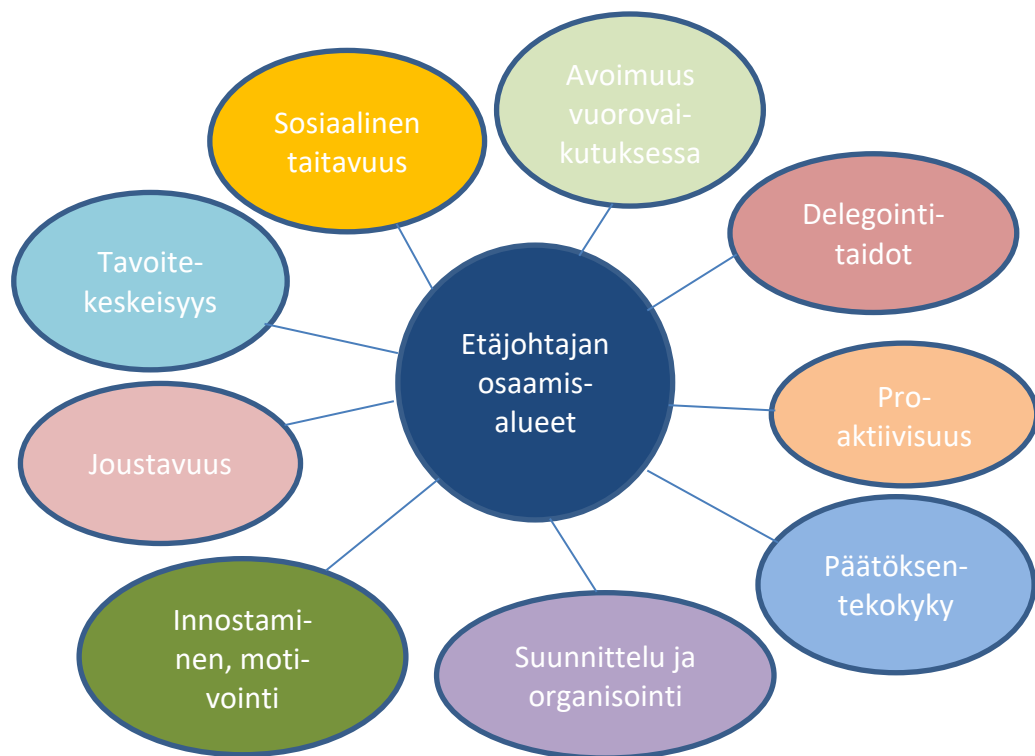 Avoimuus
vuorovai-
kutuksessa
Sosiaalinen
taitavuus
Delegointi-
taidot
Tavoite-
keskeisyys
Etäjohtajan
osaamis-
alueet
Pro-
aktiivisuus
Joustavuus
Päätöksen-
tekokyky
Innostami-
nen, moti-
vointi
Suunnittelu ja
organisointi